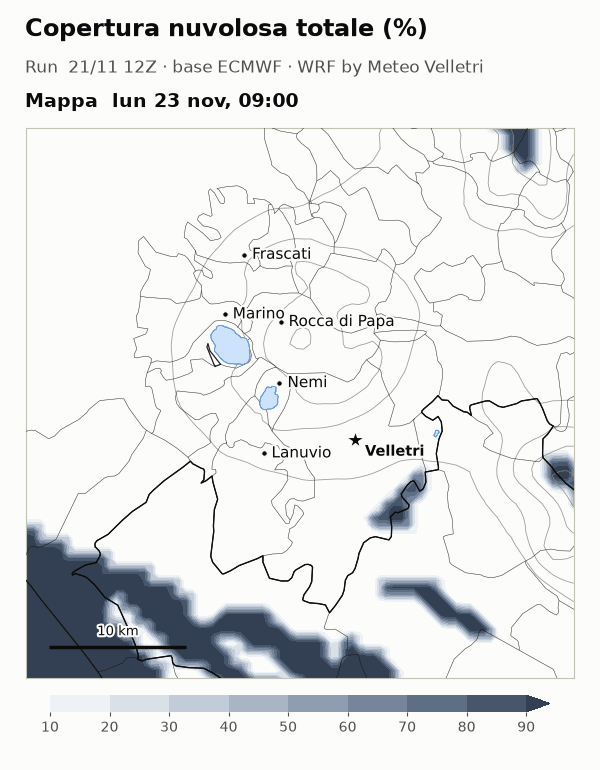 Copertura nuvolosa totale (%)
Run  21/11 12Z · base ECMWF · WRF by Meteo Velletri
Mappa  lun 23 nov, 09:00
Frascati
Marino
Rocca di Papa
Nemi
Velletri
Lanuvio
10 km
10 20 30 40 50 60 70 80 90